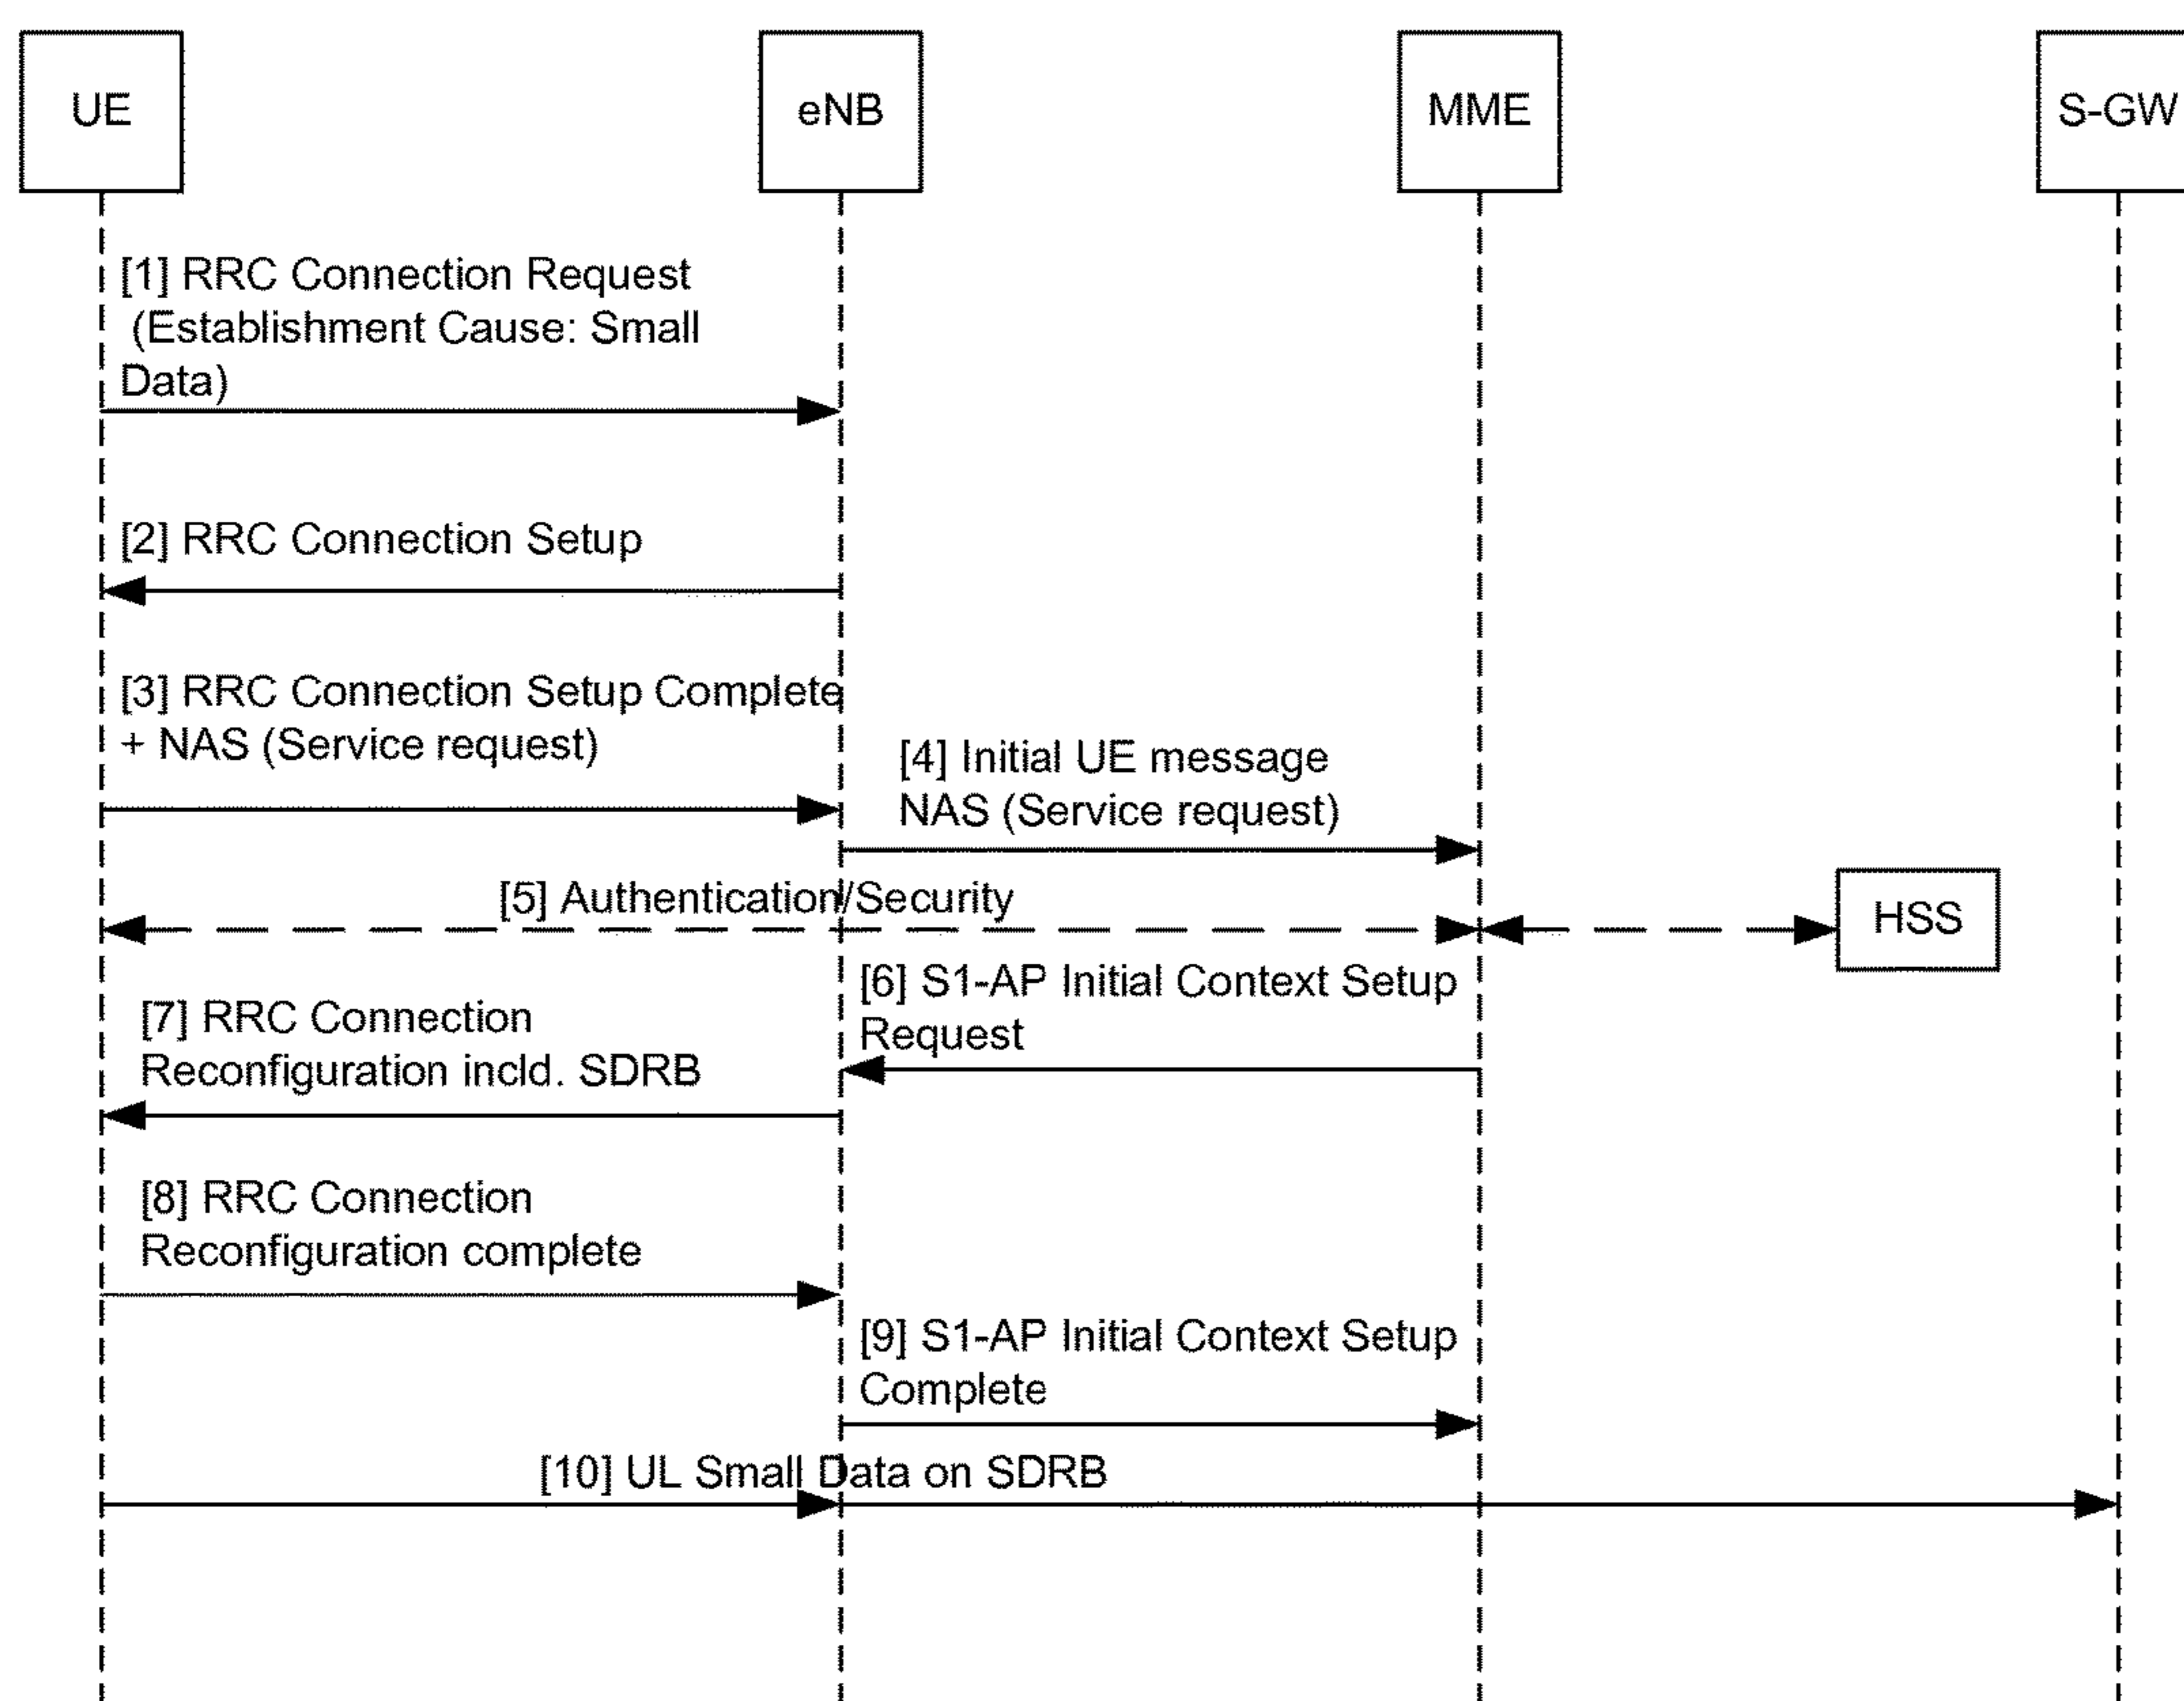 UE
eNB
MME
S-GW
[1] RRC Connection Request
(Establishment Cause: Small
Data)
[2] RRC Connection Setup
[3] RRC Connection Setup Complete
+ NAS (Service request)
[4] Initial UE message
NAS (Service request)
[5] Authentication/Security
HSS
[6] S1-AP Initial Context Setup
Request
[7] RRC Connection
Reconfiguration incld. SDRB
[8] RRC Connection
Reconfiguration complete
[9] S1-AP Initial Context Setup
Complete
[10] UL Small Data on SDRB